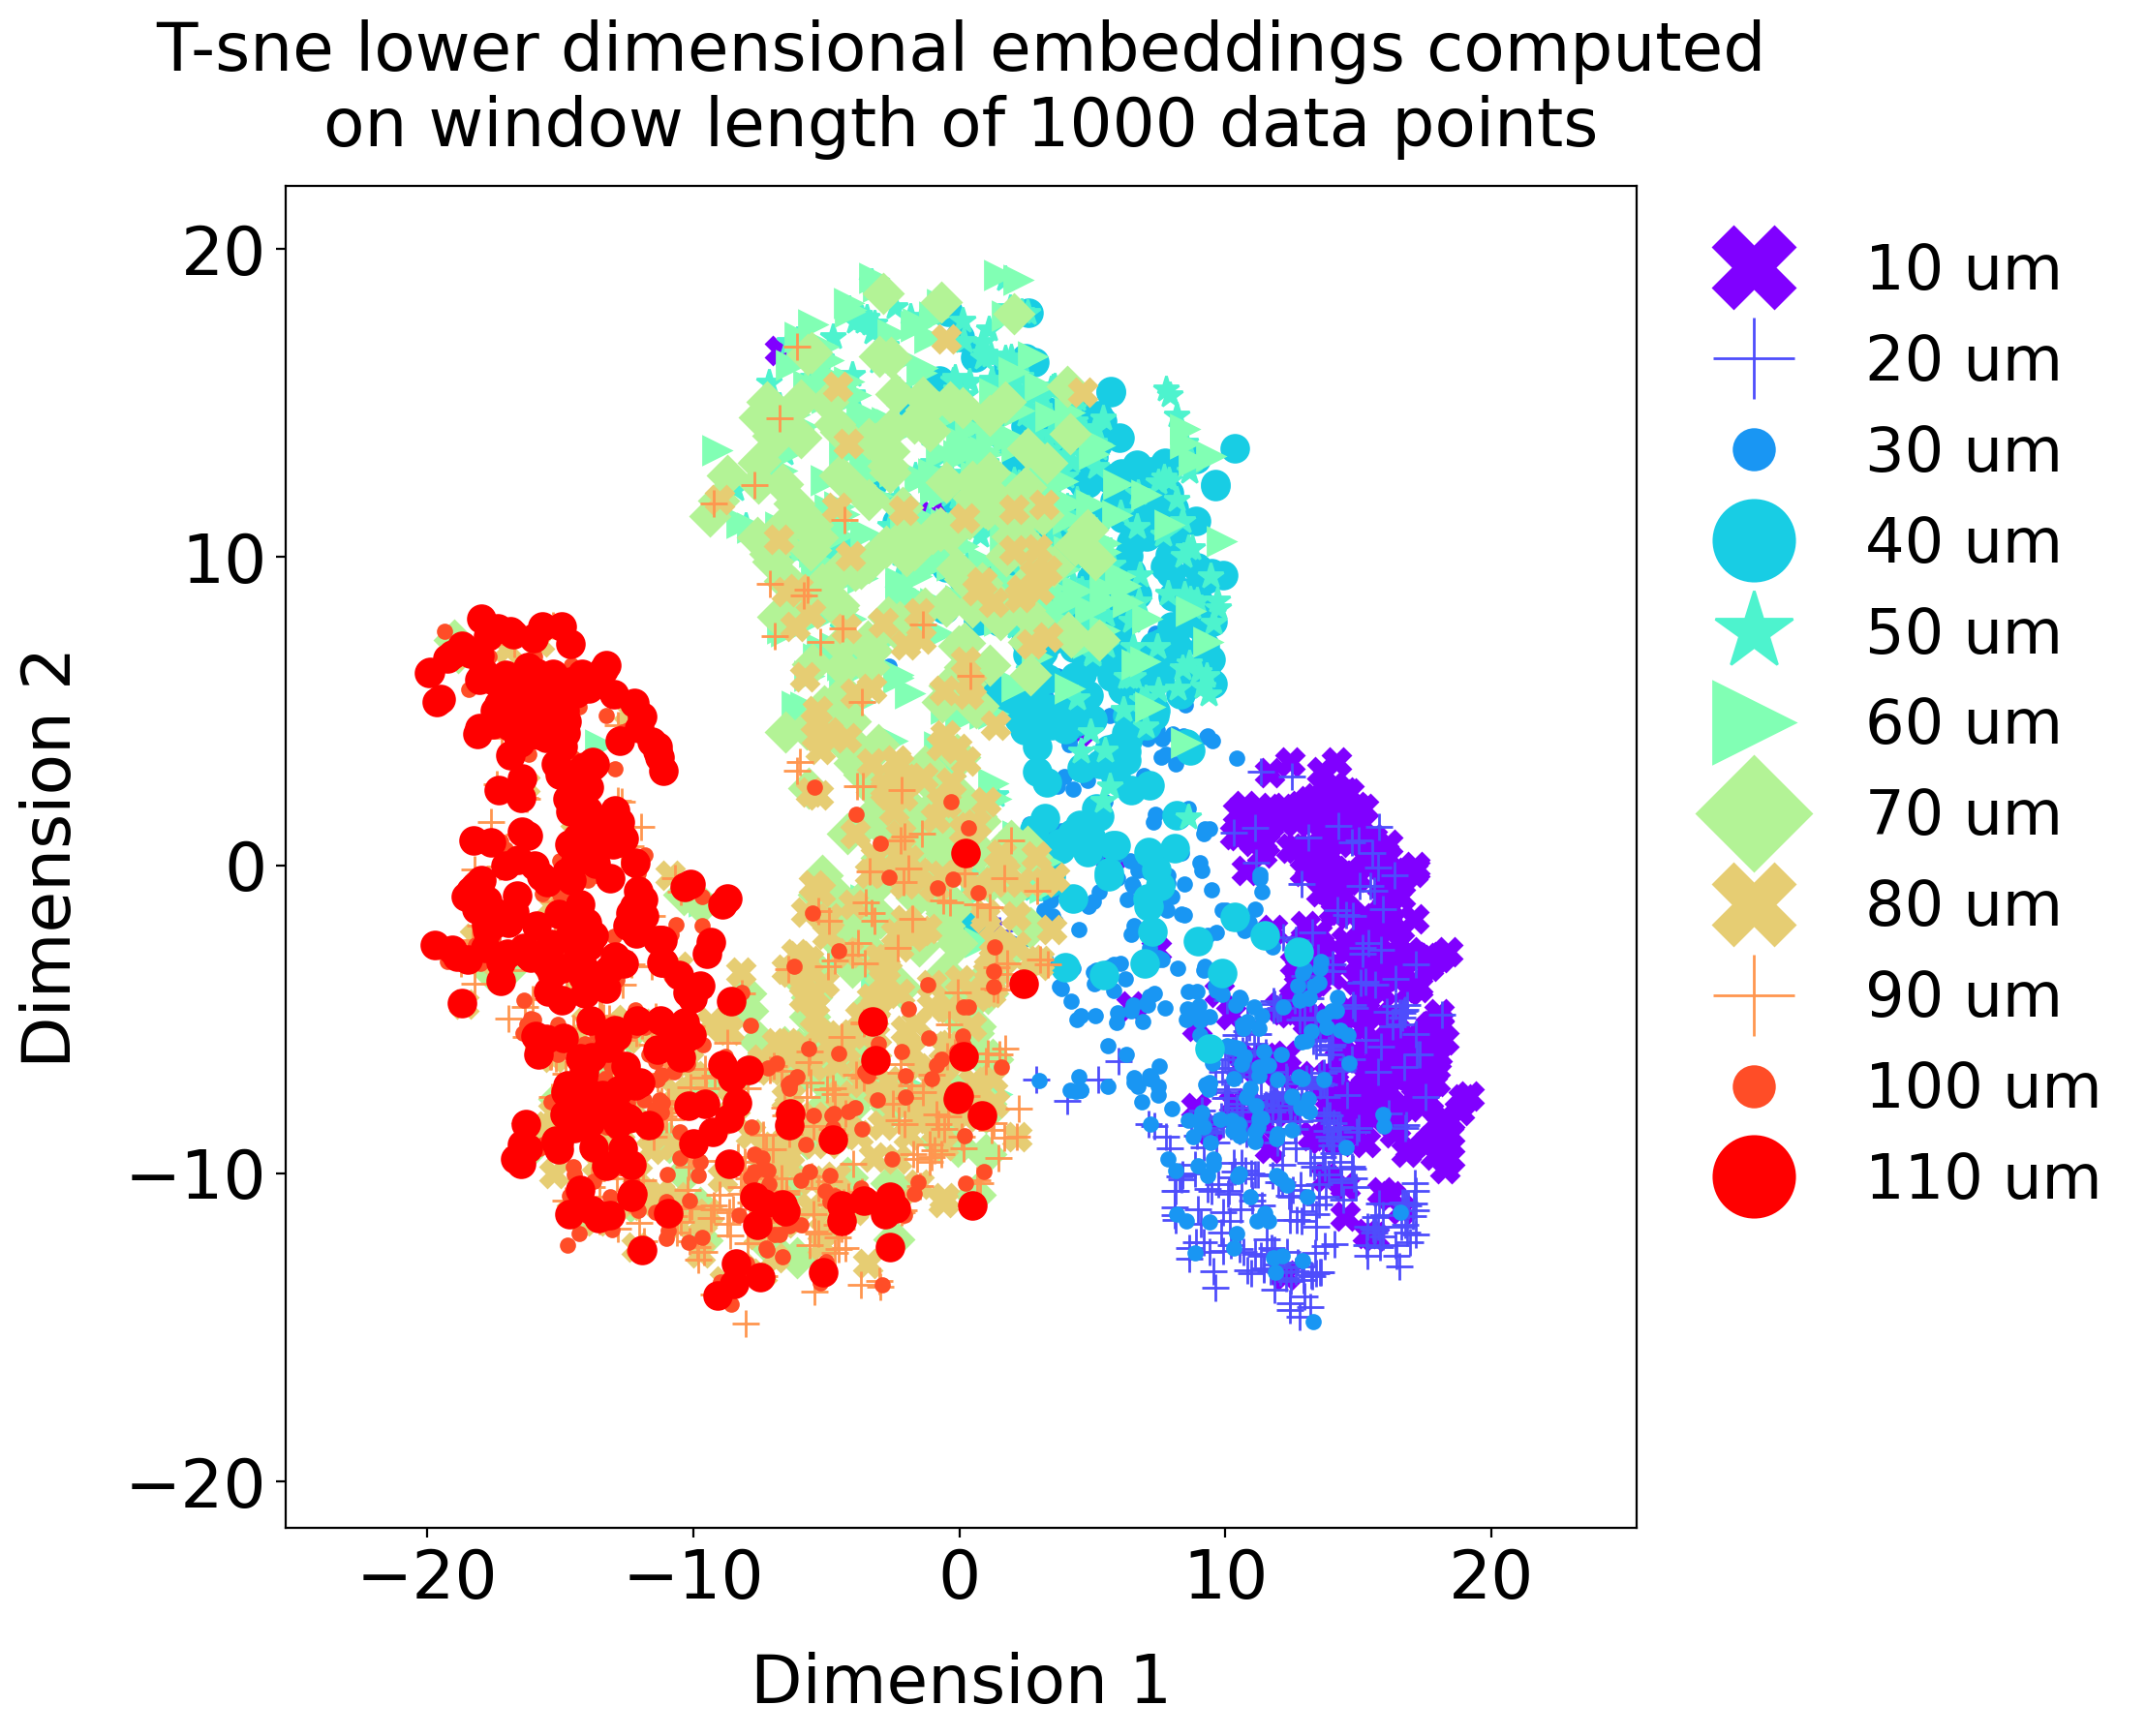 T-sne lower dimensional embeddings computed
on window length of 1000 data points
Dimension 2
20
10
0
−10
−20
−20 −10 0 10 20
Dimension 1
10 um
20 um
30 um
40 um
50 um
60 um
70 um
80 um
90 um
100 um
110 um